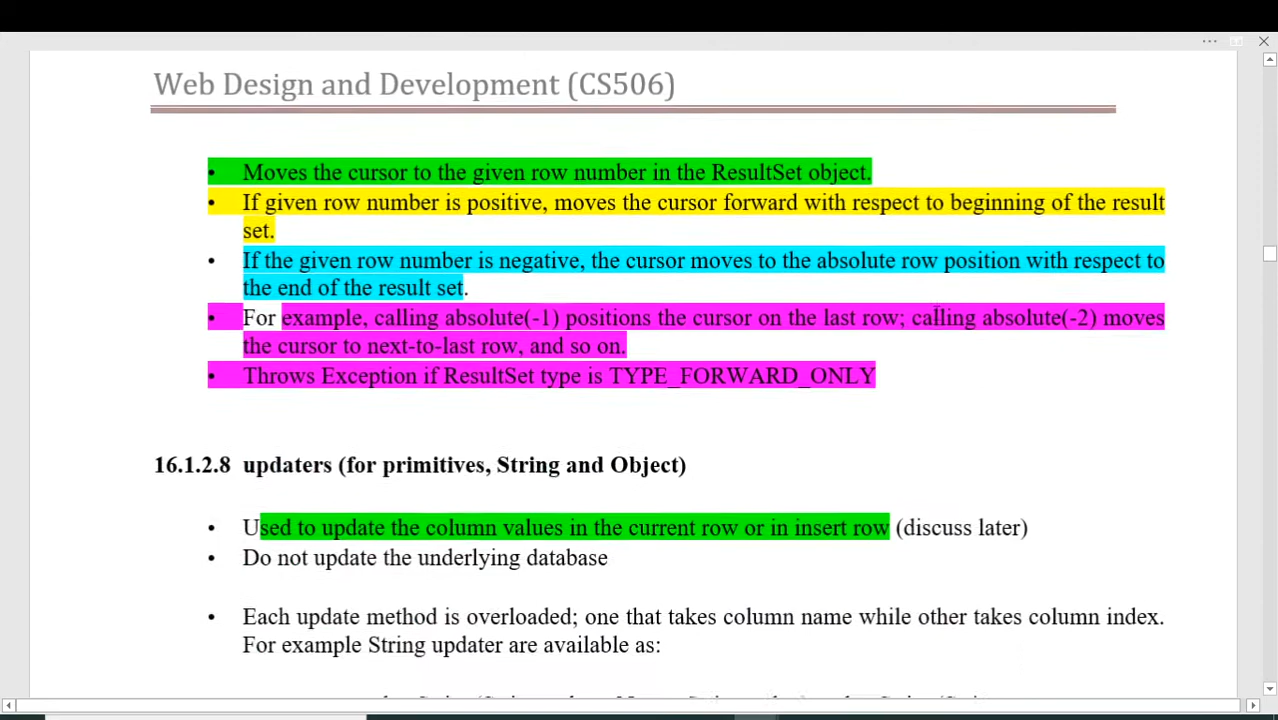 Web Design and Development (CS506)
• Moves the cursor to the given row number in the ResultSet object.
• If given row number is positive, moves the cursor forward with respect to beginning of the result
set.
• If the given row number is negative, the cursor moves to the absolute row position with respect to
the end of the result set.
• For example, calling absolute(-1) positions the cursor on the last row; calling absolute(-2) moves
the cursor to next-to-last row, and so on.
• Throws Exception if ResultSet type is TYPE_FORWARD_ONLY
16.1.2.8 updaters (for primitives, String and Object)
• Used to update the column values in the current row or in insert row (discuss later)
• Do not update the underlying database
• Each update method is overloaded; one that takes column name while other takes column index.
For example String updater are available as: